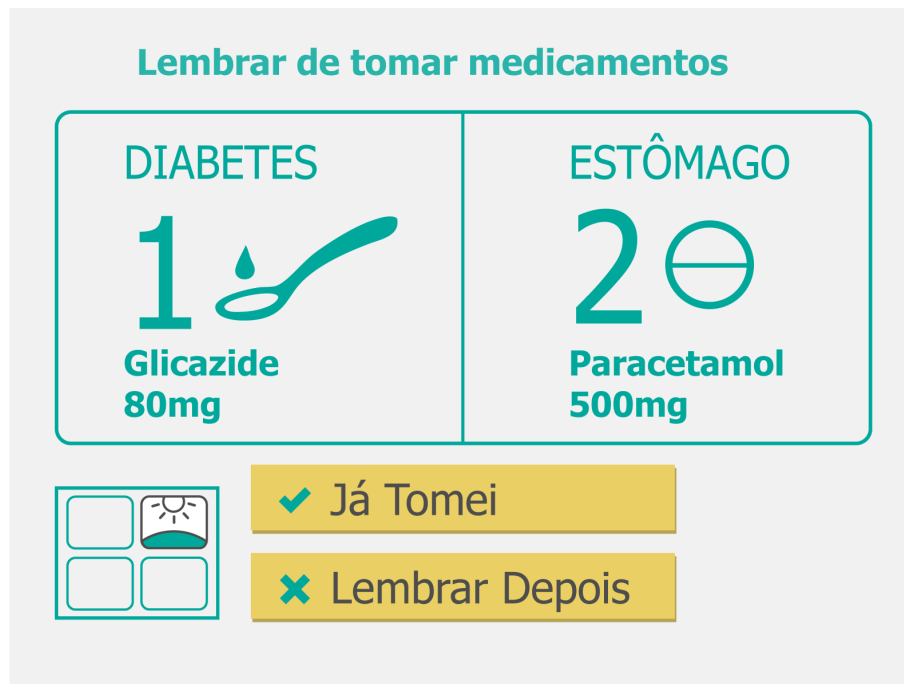 Lembrar de tomar medicamentos
DIABETES
1
Glicazide
80mg
ESTÔMAGO
2
Paracetamol
500mg
Já Tomei
Lembrar Depois